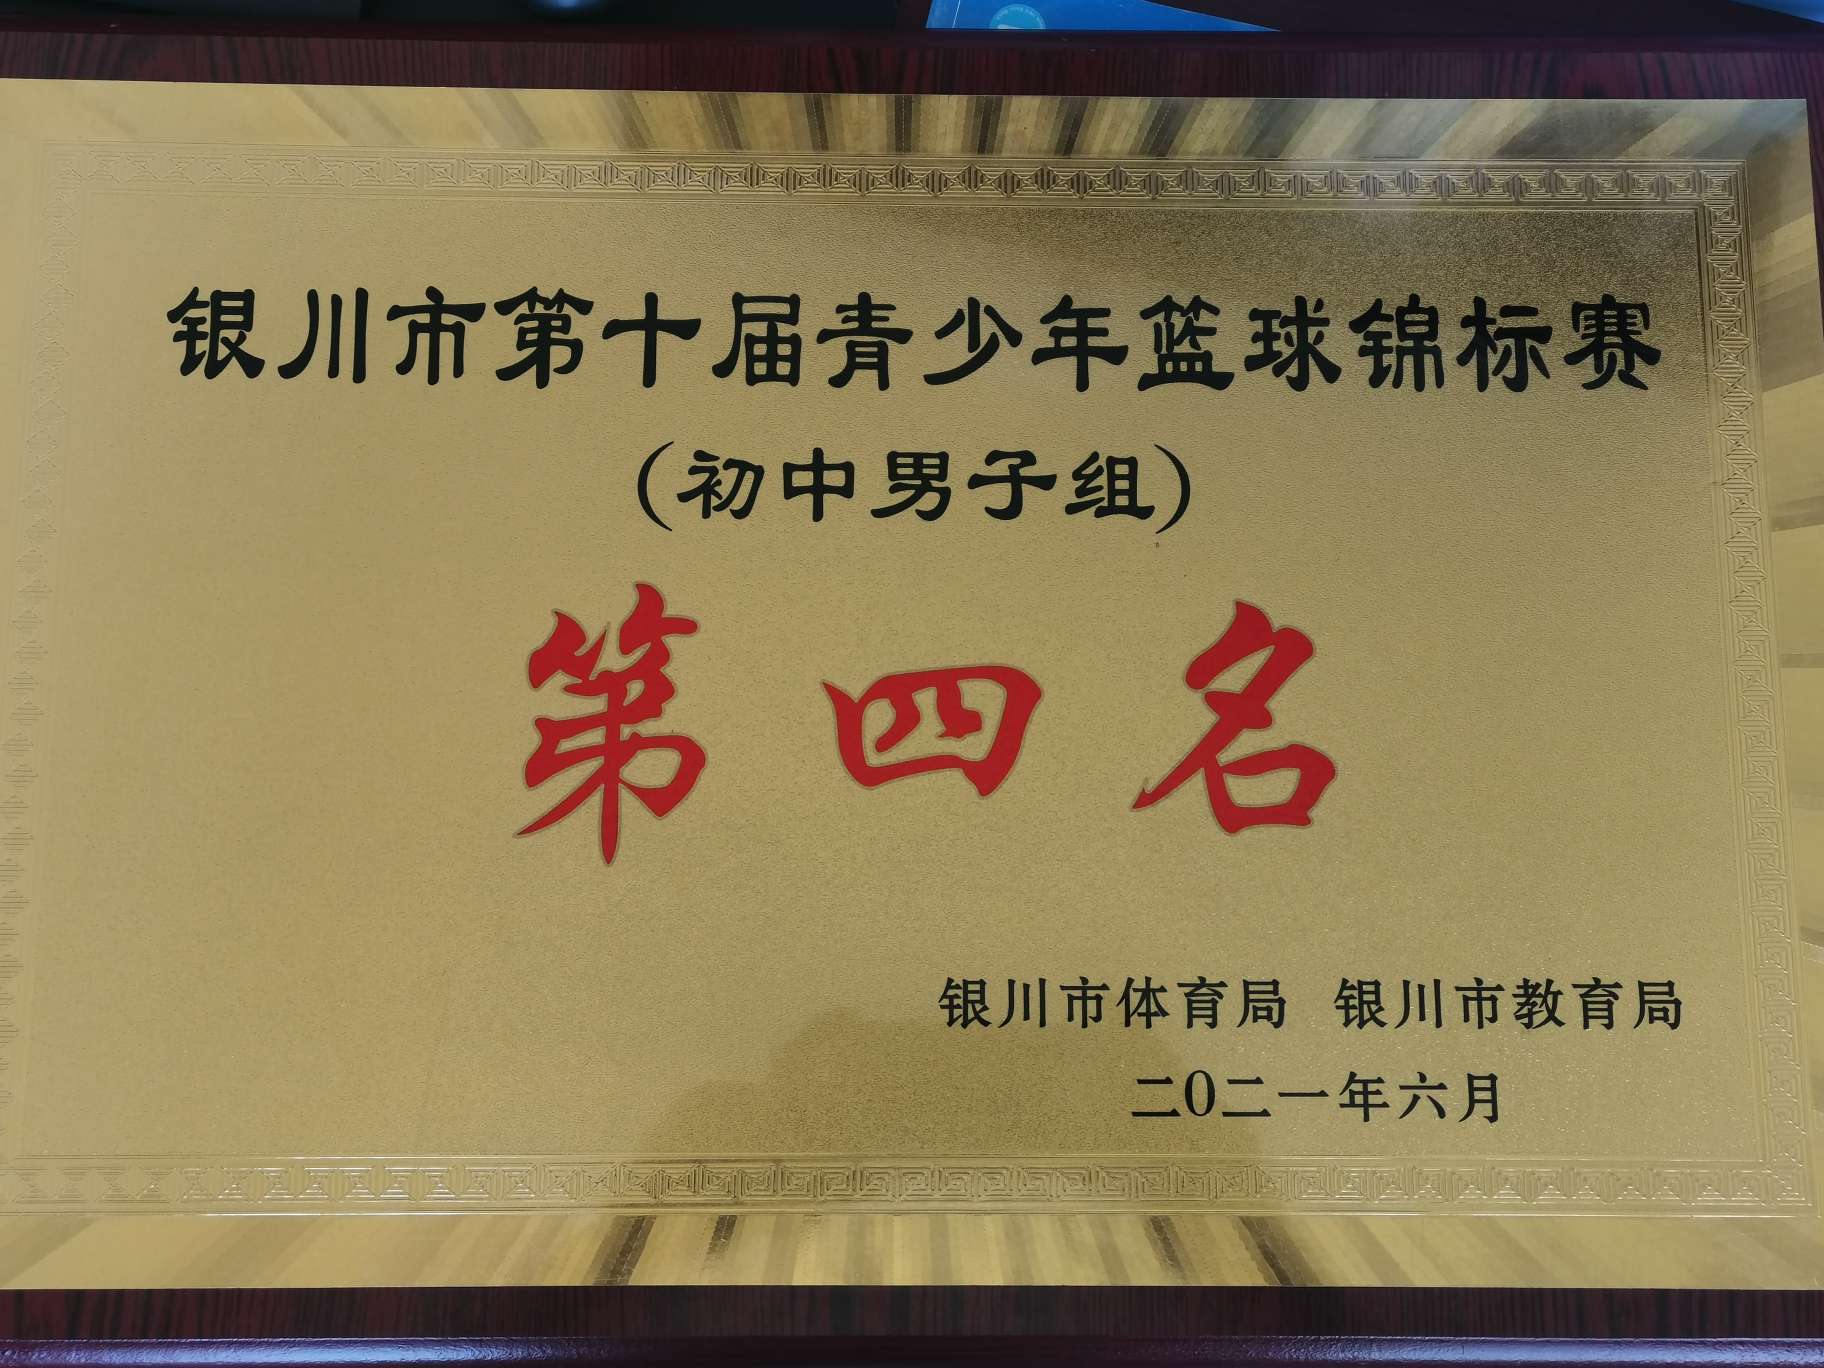 银川市第十届青少年篮球锦标赛
(初中男子组)
第四名
银川市体育局 银川市教育局
二0二一年六月